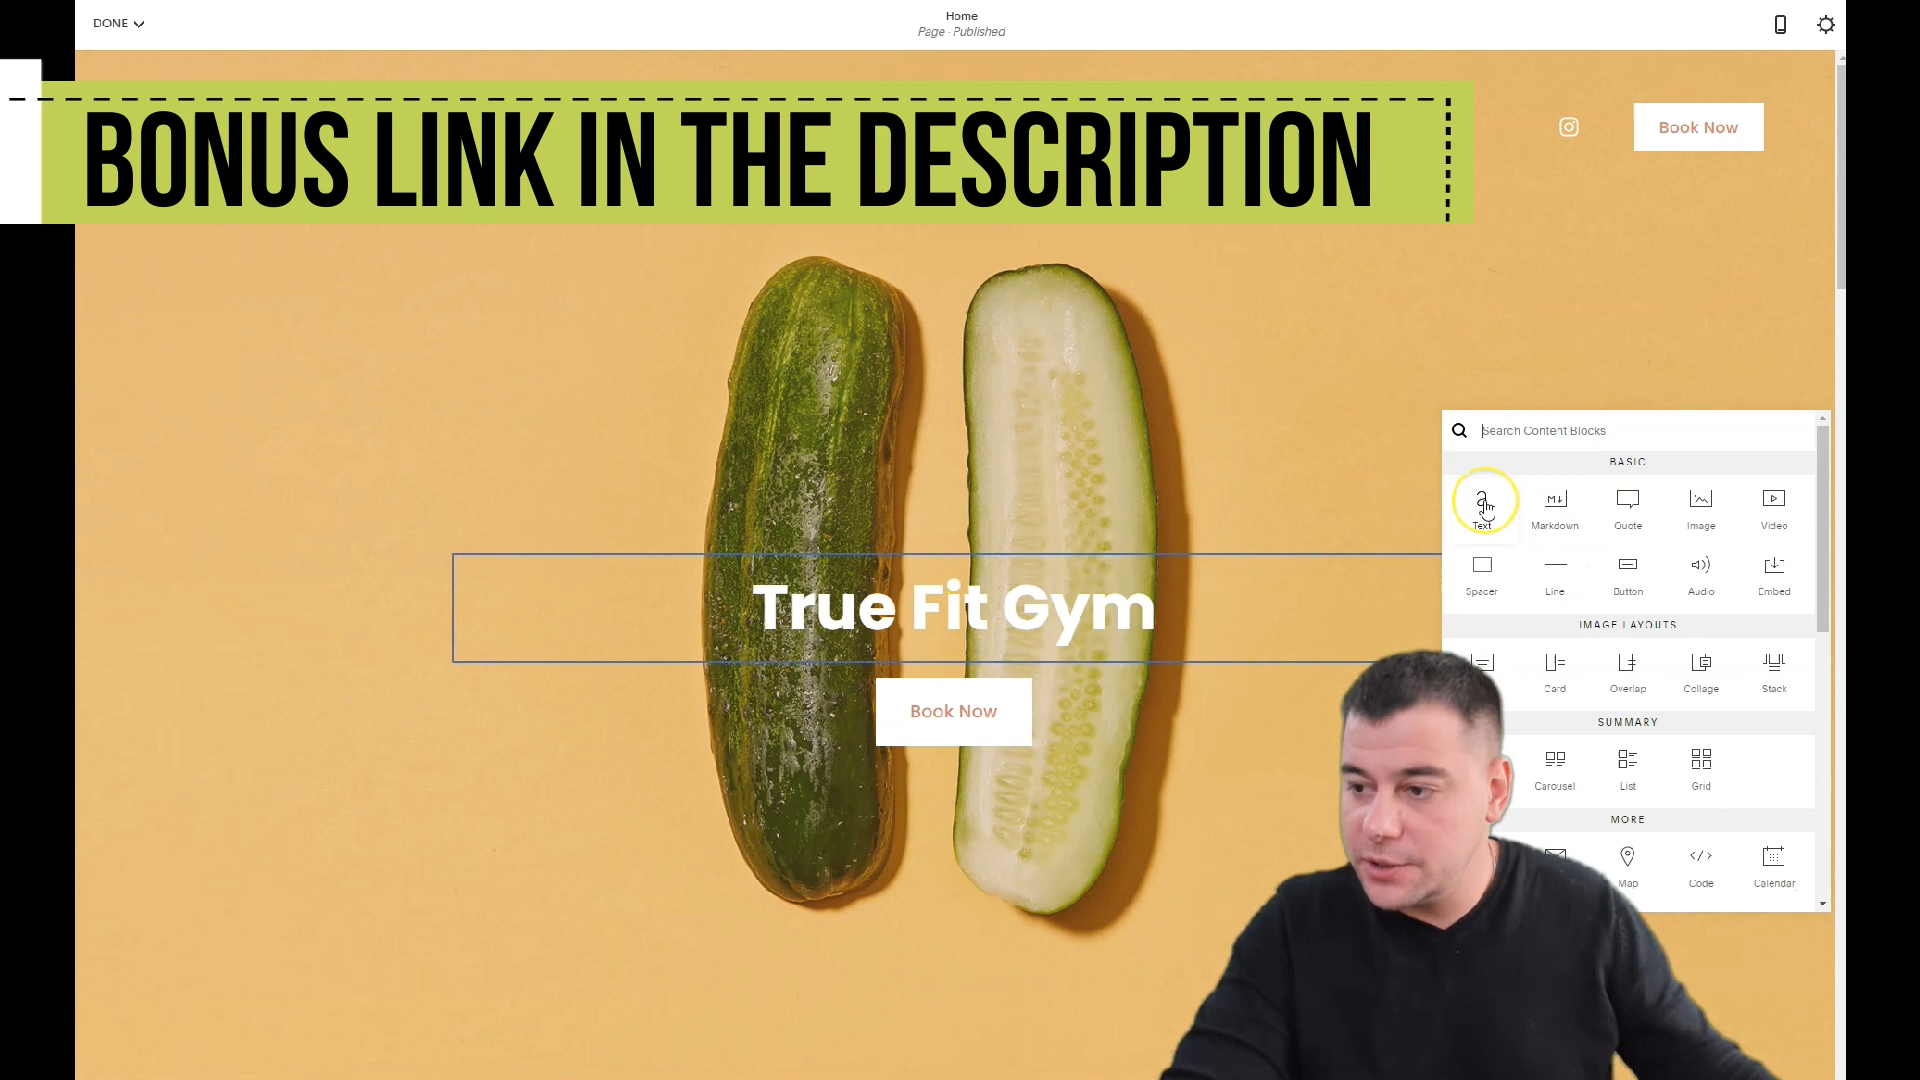 DONE
Home
Page · Published
BONUS LINK IN THE DESCRIPTION
Book Now
Search Content Blocks
BASIC
Text
Markdown
Quote
Image
Video
Spacer
Line
Button
Audio
Embed
IMAGE LAYOUTS
Card
Overlap
Collage
Stack
SUMMARY
Carousel
List
Grid
MORE
Map
Code
Calendar
True Fit Gym
Book Now